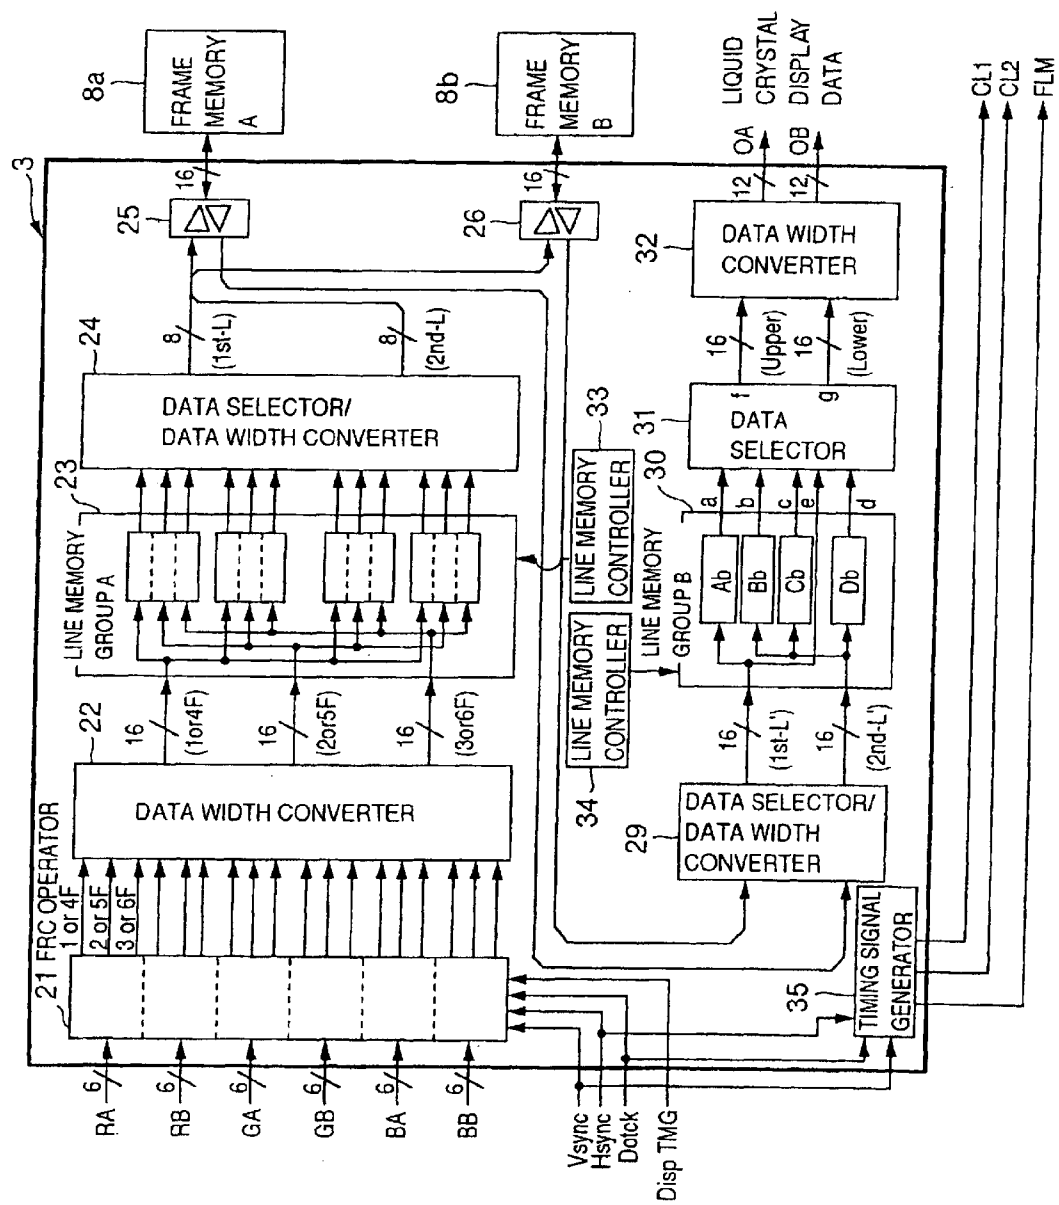 3
21 FRC OPERATOR
1 or 4F
2 or 5F
3 or 6F
RA
6
RB
6
GA
6
GB
6
BA
6
BB
6
Vsync
Hsync
Dotck
Disp TMG
22
DATA WIDTH CONVERTER
16
(1or4F)
16
(2or5F)
16
(3or6F)
LINE MEMORY
GROUP A
23
24
DATA SELECTOR/
DATA WIDTH CONVERTER
8
(1st-L)
8
(2nd-L)
25
16
8a
FRAME
MEMORY
A
26
16
8b
FRAME
MEMORY
B
33
LINE MEMORY
CONTROLLER
34
LINE MEMORY
CONTROLLER
29
DATA SELECTOR/
DATA WIDTH
CONVERTER
16
(1st-L')
16
(2nd-L')
LINE MEMORY
GROUP B
30
Ab
Bb
Cb
Db
a
b
c
e
d
31
DATA
SELECTOR
f
g
16
(Upper)
16
(Lower)
32
DATA WIDTH
CONVERTER
12
OA
12
OB
LIQUID
CRYSTAL
DISPLAY
DATA
35
TIMING SIGNAL
GENERATOR
CL1
CL2
FLM